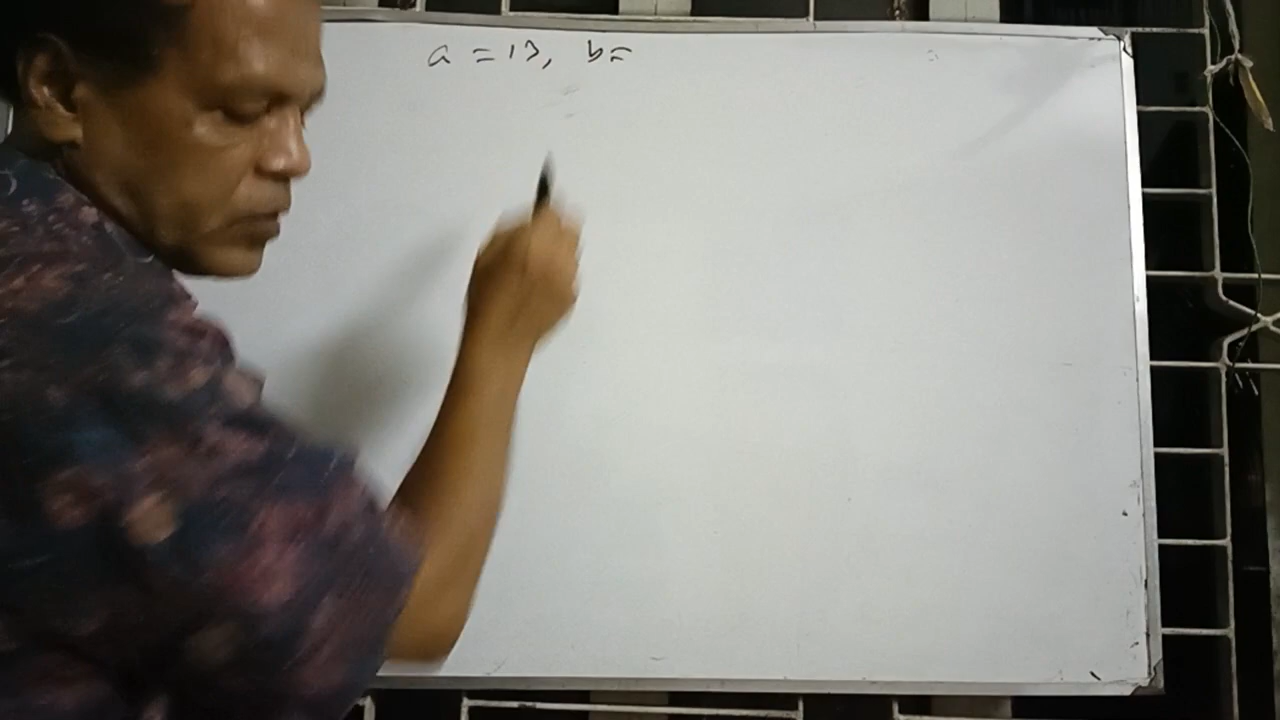 a = 13, b =